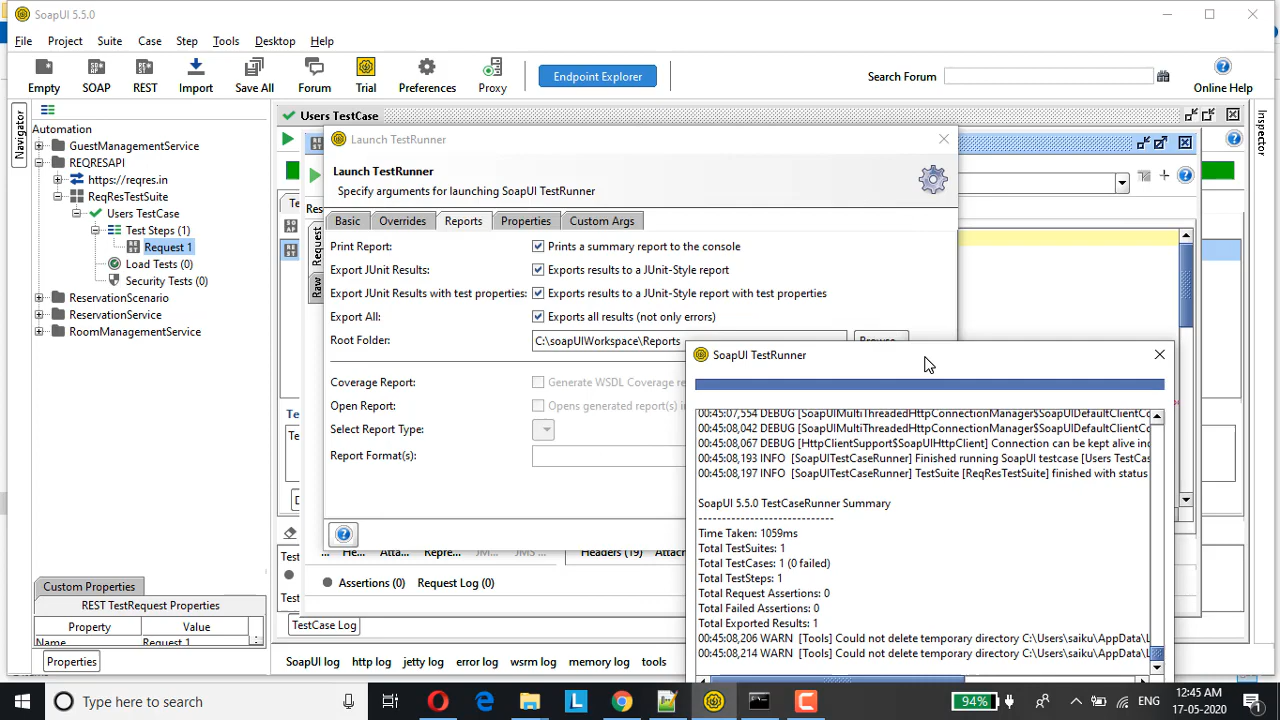 SoapUI 5.5.0
File Project Suite Case Step Tools Desktop Help
Empty SOAP REST Import Save All Forum Trial Preferences Proxy Endpoint Explorer Search Forum Online Help
Navigator
Inspector
Automation
GuestManagementService
REQRESAPI
https://reqres.in
ReqResTestSuite
Users TestCase
Test Steps (1)
Request 1
Load Tests (0)
Security Tests (0)
ReservationScenario
ReservationService
RoomManagementService
Users TestCase
Launch TestRunner
Launch TestRunner
Specify arguments for launching SoapUI TestRunner
Basic Overrides Reports Properties Custom Args
Print Report: Prints a summary report to the console
Export JUnit Results: Exports results to a JUnit-Style report
Export JUnit Results with test properties: Exports results to a JUnit-Style report with test properties
Export All: Exports all results (not only errors)
Root Folder: C:\soapUIWorkspace\Reports
Coverage Report: Generate WSDL Coverage re
Open Report: Opens generated report(s) i
Select Report Type:
Report Format(s):
Request
Raw
SoapUI TestRunner
00:45:07,554 DEBUG [SoapUIMultiThreadedHttpConnectionManager$SoapUIDefaultClientCo
00:45:08,042 DEBUG [SoapUIMultiThreadedHttpConnectionManager$SoapUIDefaultClientCo
00:45:08,067 DEBUG [HttpClientSupport$SoapUIHttpClient] Connection can be kept alive inc
00:45:08,193 INFO [SoapUITestCaseRunner] Finished running SoapUI testcase [Users TestCas
00:45:08,197 INFO [SoapUITestCaseRunner] TestSuite [ReqResTestSuite] finished with status
SoapUI 5.5.0 TestCaseRunner Summary
-----------------------------
Time Taken: 1059ms
Total TestSuites: 1
Total TestCases: 1 (0 failed)
Total TestSteps: 1
Total Request Assertions: 0
Total Failed Assertions: 0
Total Exported Results: 1
00:45:08,206 WARN [Tools] Could not delete temporary directory C:\Users\saiku\AppData\L
00:45:08,214 WARN [Tools] Could not delete temporary directory C:\Users\saiku\AppData\L
Headers (19) Attac
Assertions (0) Request Log (0)
TestCase Log
Custom Properties
REST TestRequest Properties
Property Value
Name Request 1
Properties
SoapUI log http log jetty log error log wsrm log memory log tools
Type here to search
94%
ENG
12:45 AM
17-05-2020